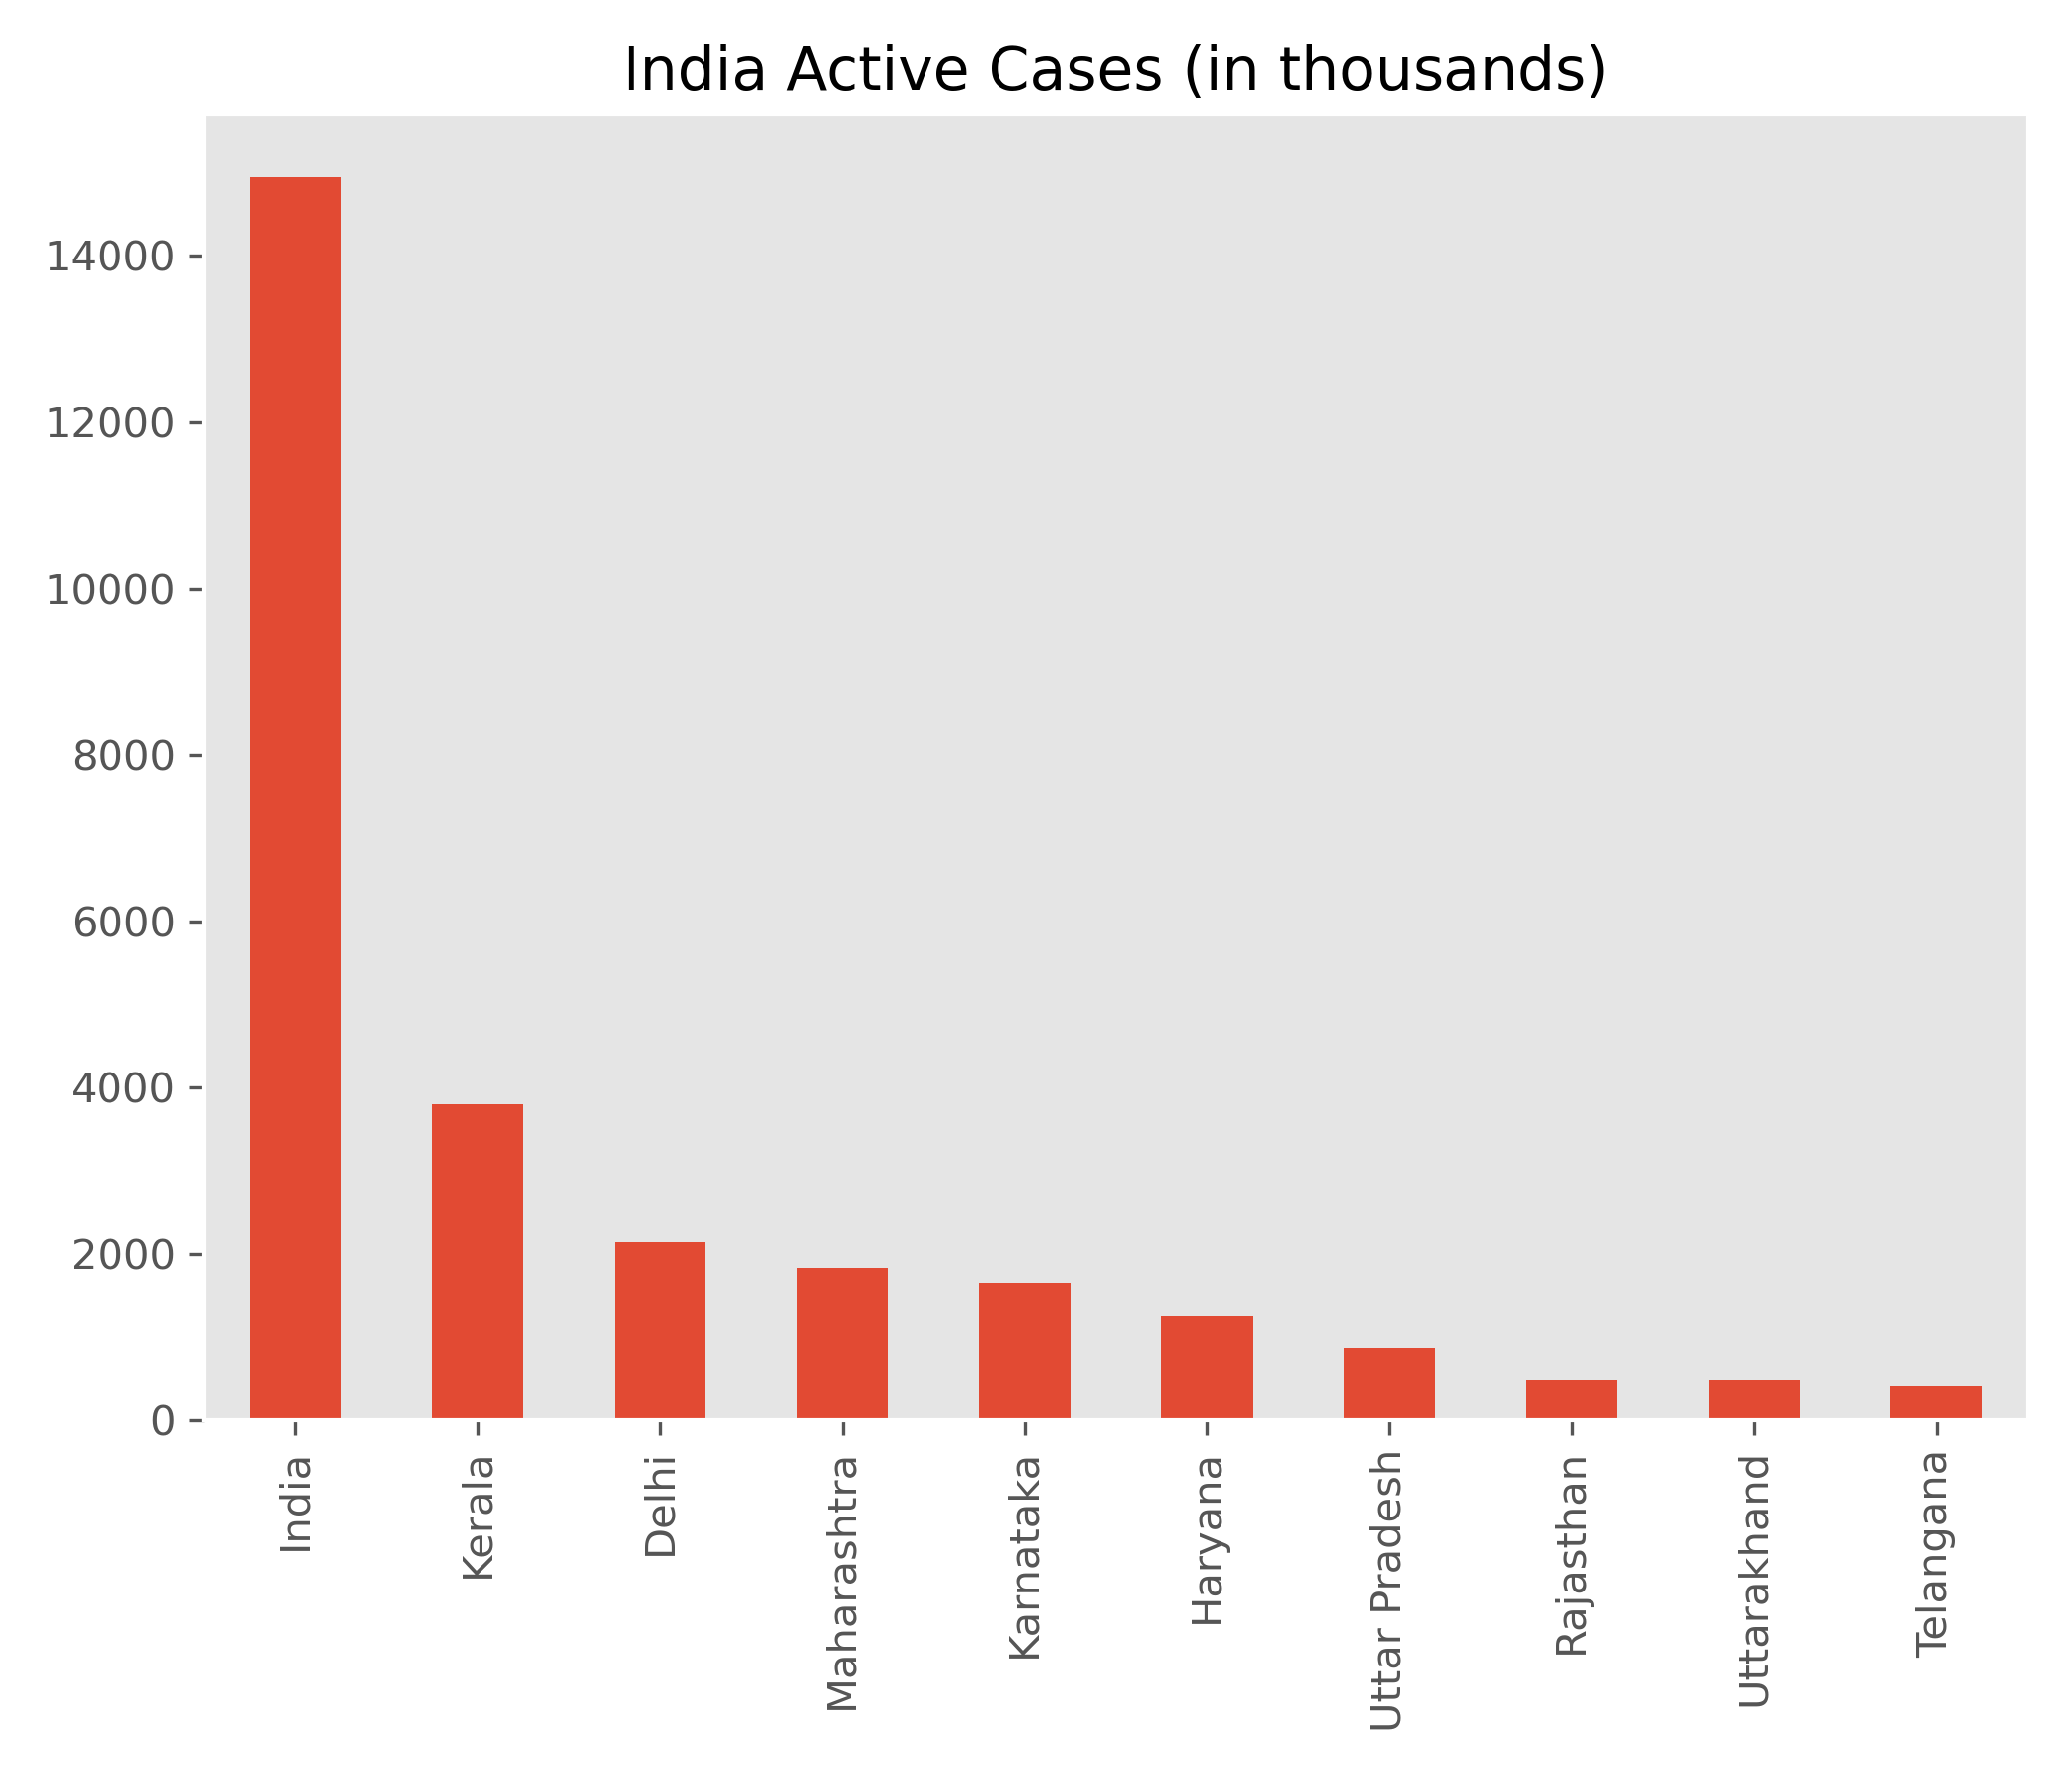 India Active Cases (in thousands)
14000
12000
10000
8000
6000
4000
2000
0
India
Kerala
Delhi
Maharashtra
Karnataka
Haryana
Uttar Pradesh
Rajasthan
Uttarakhand
Telangana